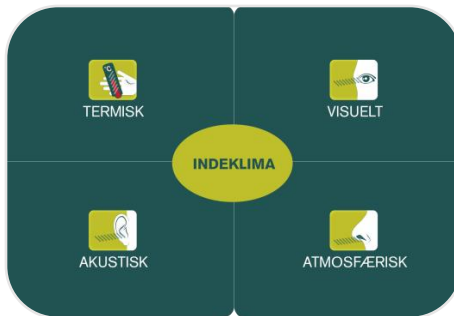 °C
TERMISK
VISUELT
INDEKLIMA
AKUSTISK
ATMOSFÆRISK